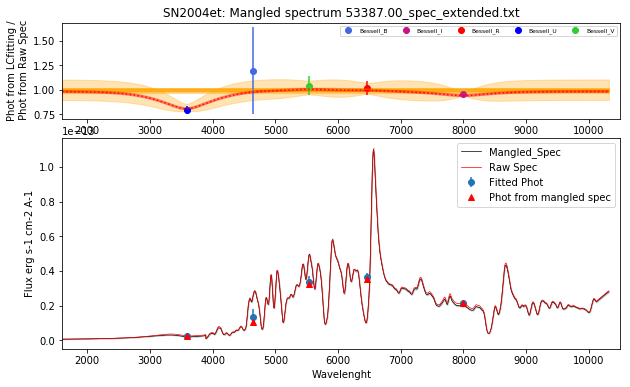 SN2004et: Mangled spectrum 53387.00_spec_extended.txt
Phot from LCfitting /
Phot from Raw Spec
1.50
1.25
1.00
0.75
Bessell_B
Bessell_I
Bessell_R
Bessell_U
Bessell_V
2000 3000 4000 5000 6000 7000 8000 9000 10000
1e−13
Flux erg s-1 cm-2 A-1
1.0
0.8
0.6
0.4
0.2
0.0
Mangled_Spec
Raw Spec
Fitted Phot
Phot from mangled spec
2000 3000 4000 5000 6000 7000 8000 9000 10000
Wavelenght